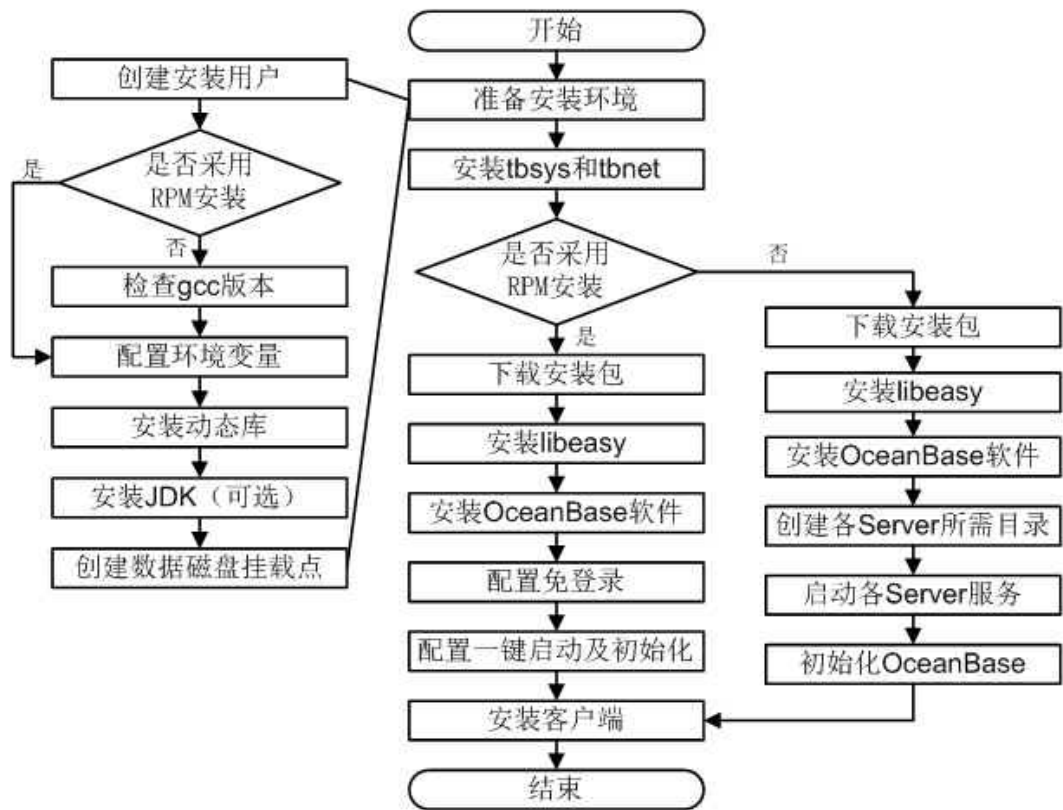 开始
准备安装环境
安装tbsys和tbnet
是否采用
RPM安装
是
下载安装包
安装libeasy
安装OceanBase软件
配置免登录
配置一键启动及初始化
安装客户端
结束
创建安装用户
是否采用
RPM安装
是
否
检查gcc版本
配置环境变量
安装动态库
安装JDK（可选）
创建数据磁盘挂载点
否
下载安装包
安装libeasy
安装OceanBase软件
创建各Server所需目录
启动各Server服务
初始化OceanBase